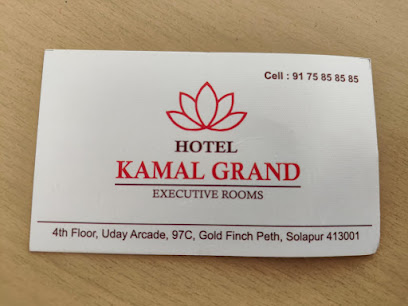 Cell : 91 75 85 85 85
HOTEL
KAMAL GRAND
EXECUTIVE ROOMS
4th Floor, Uday Arcade, 97C, Gold Finch Peth, Solapur 413001